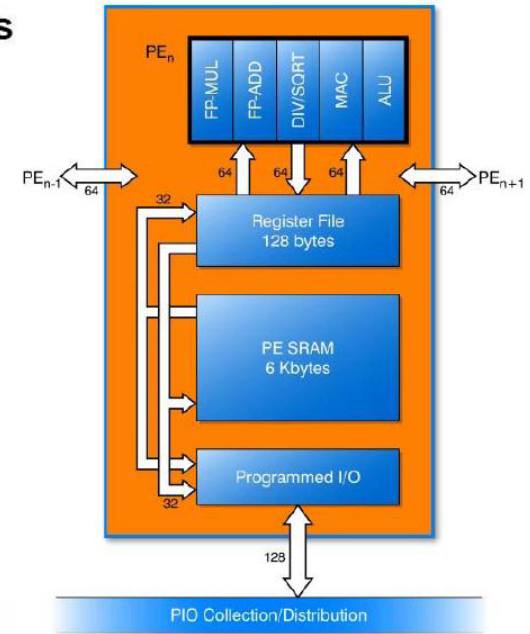 s
PEn
FP-MUL
FP-ADD
DIV/SQRT
MAC
ALU
64
64
64
PEn-1
64
PEn+1
64
32
Register File
128 bytes
PE SRAM
6 Kbytes
Programmed I/O
32
128
PIO Collection/Distribution